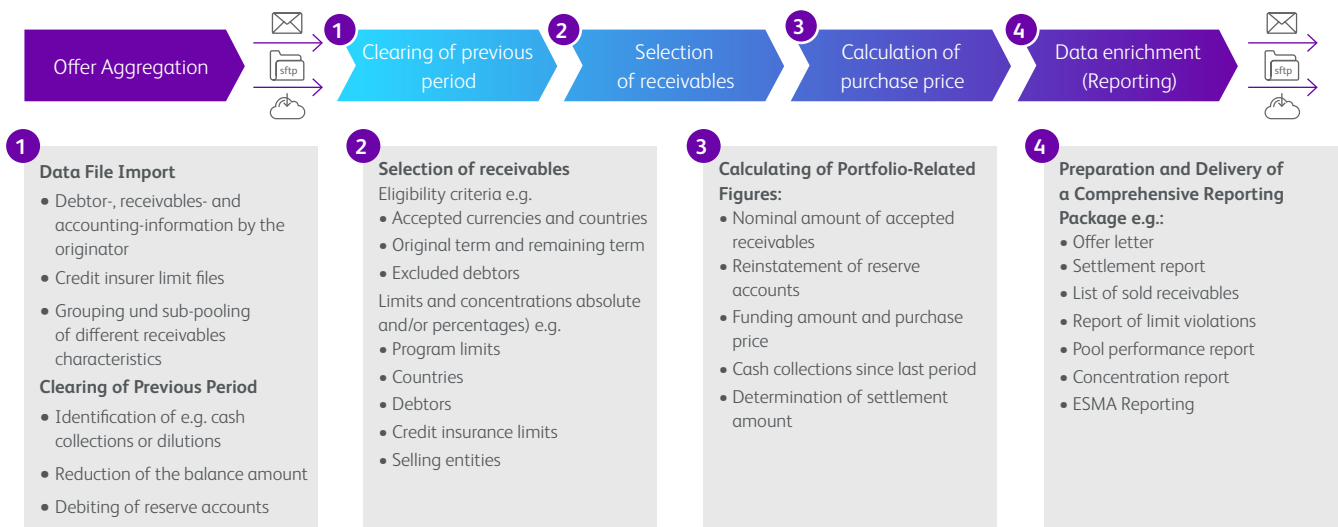 Offer Aggregation
sftp
1
Clearing of previous
period
2
Selection
of receivables
3
Calculation of
purchase price
4
Data enrichment
(Reporting)
sftp
1
Data File Import
• Debtor-, receivables- and
accounting-information by the
originator
• Credit insurer limit files
• Grouping und sub-pooling
of different receivables
characteristics
Clearing of Previous Period
• Identification of e.g. cash
collections or dilutions
• Reduction of the balance amount
• Debiting of reserve accounts
2
Selection of receivables
Eligibility criteria e.g.
• Accepted currencies and countries
• Original term and remaining term
• Excluded debtors
Limits and concentrations absolute
and/or percentages) e.g.
• Program limits
• Countries
• Debtors
• Credit insurance limits
• Selling entities
3
Calculating of Portfolio-Related
Figures:
• Nominal amount of accepted
receivables
• Reinstatement of reserve
accounts
• Funding amount and purchase
price
• Cash collections since last period
• Determination of settlement
amount
4
Preparation and Delivery of
a Comprehensive Reporting
Package e.g.:
• Offer letter
• Settlement report
• List of sold receivables
• Report of limit violations
• Pool performance report
• Concentration report
• ESMA Reporting